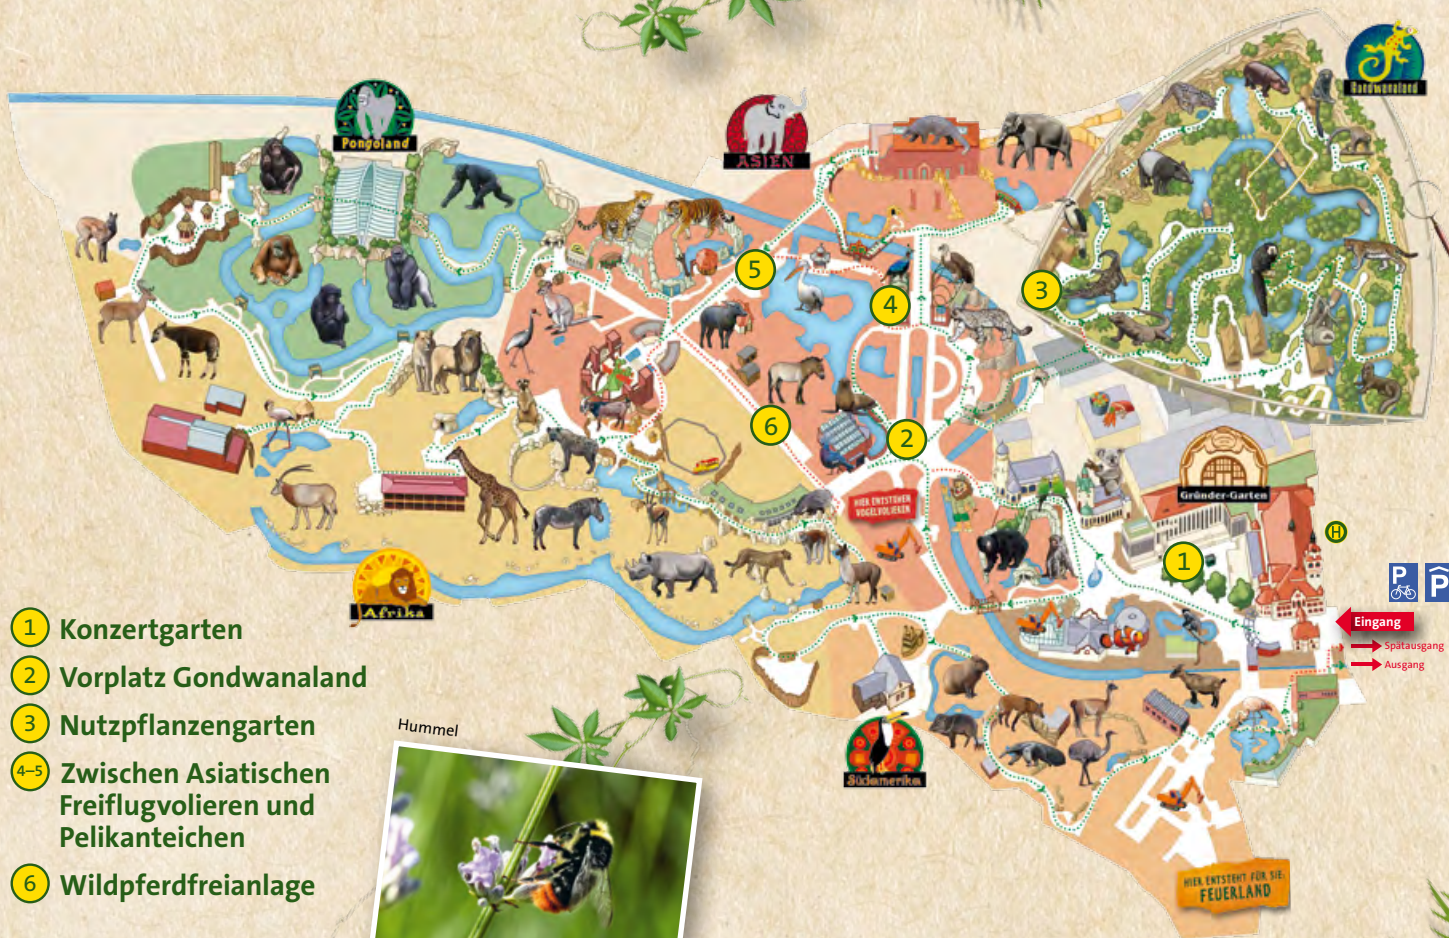 Gondwanaland
Pongoland
ASIEN
5
4
3
6
2
HIER ENTSTEHEN
VOGELVOLIEREN
Gründer-Garten
H
1
P
P
Afrika
Eingang
Spätausgang
Ausgang
1 Konzertgarten
2 Vorplatz Gondwanaland
3 Nutzpflanzengarten
4–5 Zwischen Asiatischen
Freiflugvolieren und
Pelikanteichen
6 Wildpferdfreianlage
Hummel
Südamerika
HIER ENTSTEHT FÜR SIE:
FEUERLAND